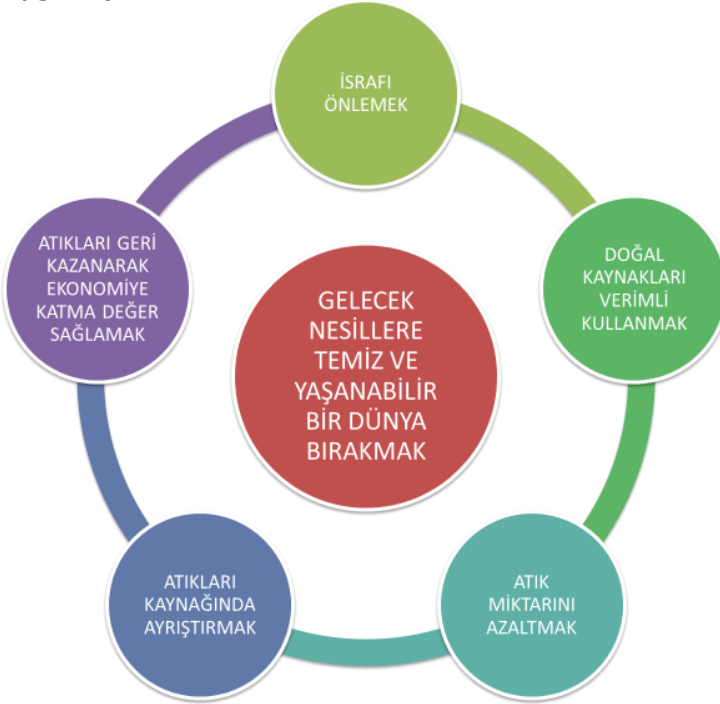 İSRAFI
ÖNLEMEK
DOĞAL
KAYNAKLARI
VERİMLİ
KULLANMAK
ATIK
MİKTARINI
AZALTMAK
ATIKLARI
KAYNAĞINDA
AYRIŞTIRMAK
ATIKLARI GERİ
KAZANARAK
EKONOMİYE
KATMA DEĞER
SAĞLAMAK
GELECEK
NESİLLERE
TEMİZ VE
YAŞANABİLİR
BİR DÜNYA
BIRAKMAK